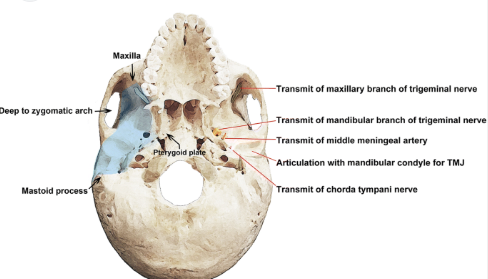 Maxilla
Transmit of maxillary branch of trigeminal nerve
Deep to zygomatic arch
Transmit of mandibular branch of trigeminal nerve
Transmit of middle meningeal artery
Pterygoid plate
Articulation with mandibular condyle for TMJ
Mastoid process
Transmit of chorda tympani nerve